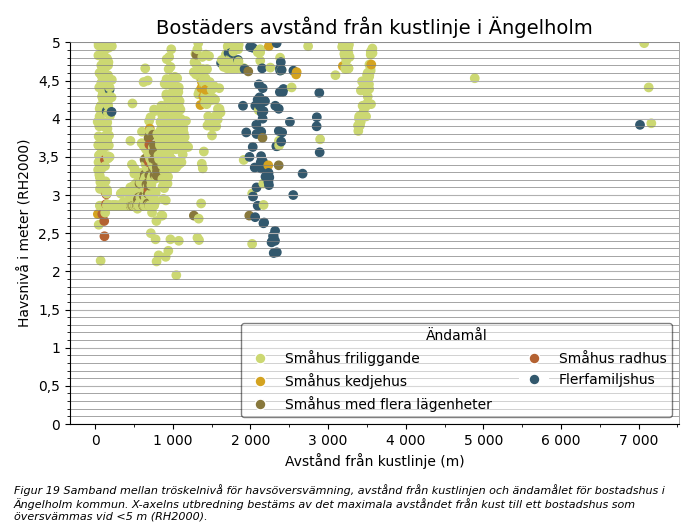 Bostäders avstånd från kustlinje i Ängelholm
Havsnivå i meter (RH2000)
5
4,5
4
3,5
3
2,5
2
1,5
1
0,5
0
Ändamål
Småhus friliggande
Småhus kedjehus
Småhus med flera lägenheter
Småhus radhus
Flerfamiljshus
0 1 000 2 000 3 000 4 000 5 000 6 000 7 000
Avstånd från kustlinje (m)
Figur 19 Samband mellan tröskelnivå för havsöversvämning, avstånd från kustlinjen och ändamålet för bostadshus i
Ängelholm kommun. X-axelns utbredning bestäms av det maximala avståndet från kust till ett bostadshus som
översvämmas vid <5 m (RH2000).